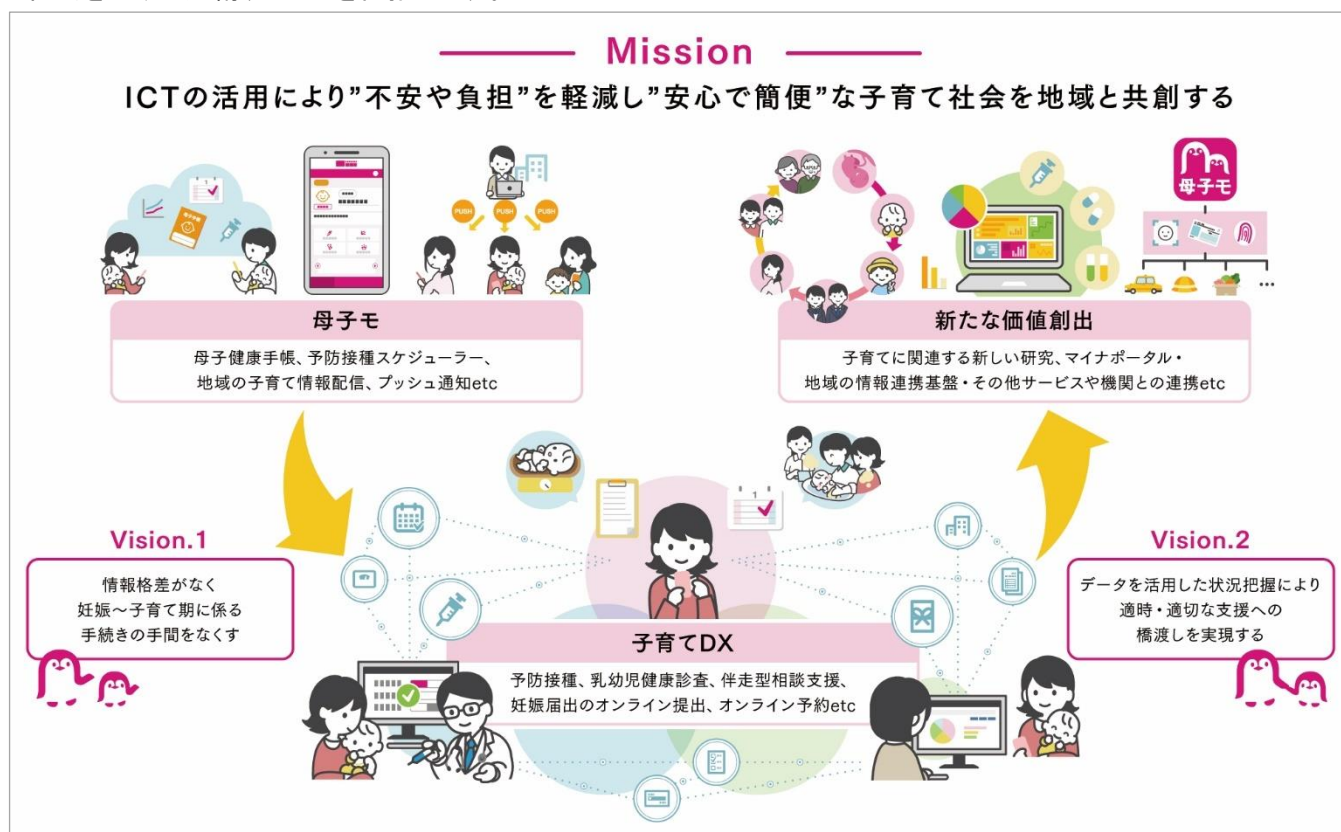 Mission
ICTの活用により”不安や負担”を軽減し”安心で簡便”な子育て社会を地域と共創する
1
母子手帳
PUSH
PUSH
PUSH
母子モ
…
母子モ
母子健康手帳、予防接種スケジューラー、
地域の子育て情報配信、プッシュ通知etc
新たな価値創出
子育てに関連する新しい研究、マイナポータル・
地域の情報連携基盤・その他サービスや機関との連携etc
1
Vision.1
情報格差がなく
妊娠～子育て期に係る
手続きの手間をなくす
Vision.2
データを活用した状況把握により
適時・適切な支援への
橋渡しを実現する
子育てDX
予防接種、乳幼児健康診査、伴走型相談支援、
妊娠届出のオンライン提出、オンライン予約etc